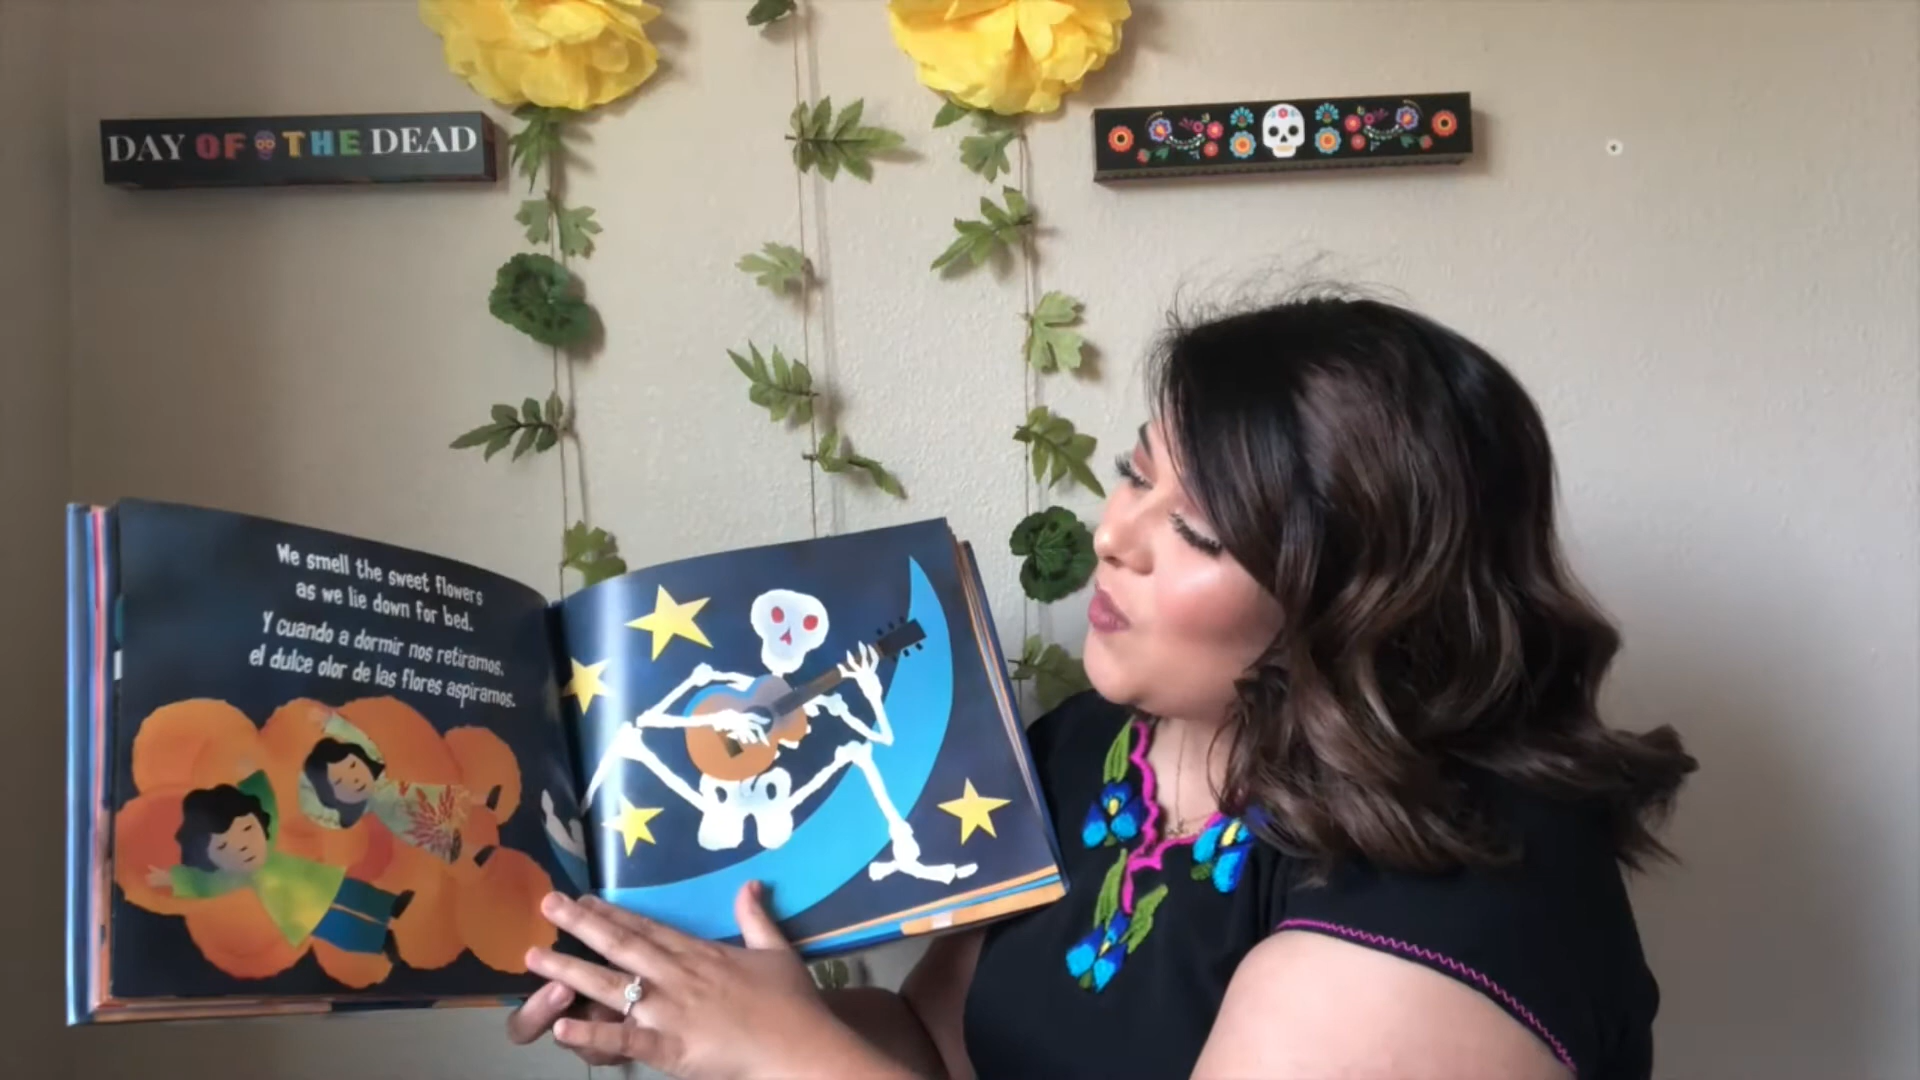 DAY OF THE DEAD
We smell the sweet flowers
as we lie down for bed.
Y cuando a dormir nos retiramos,
el dulce olor de las flores aspiramos.